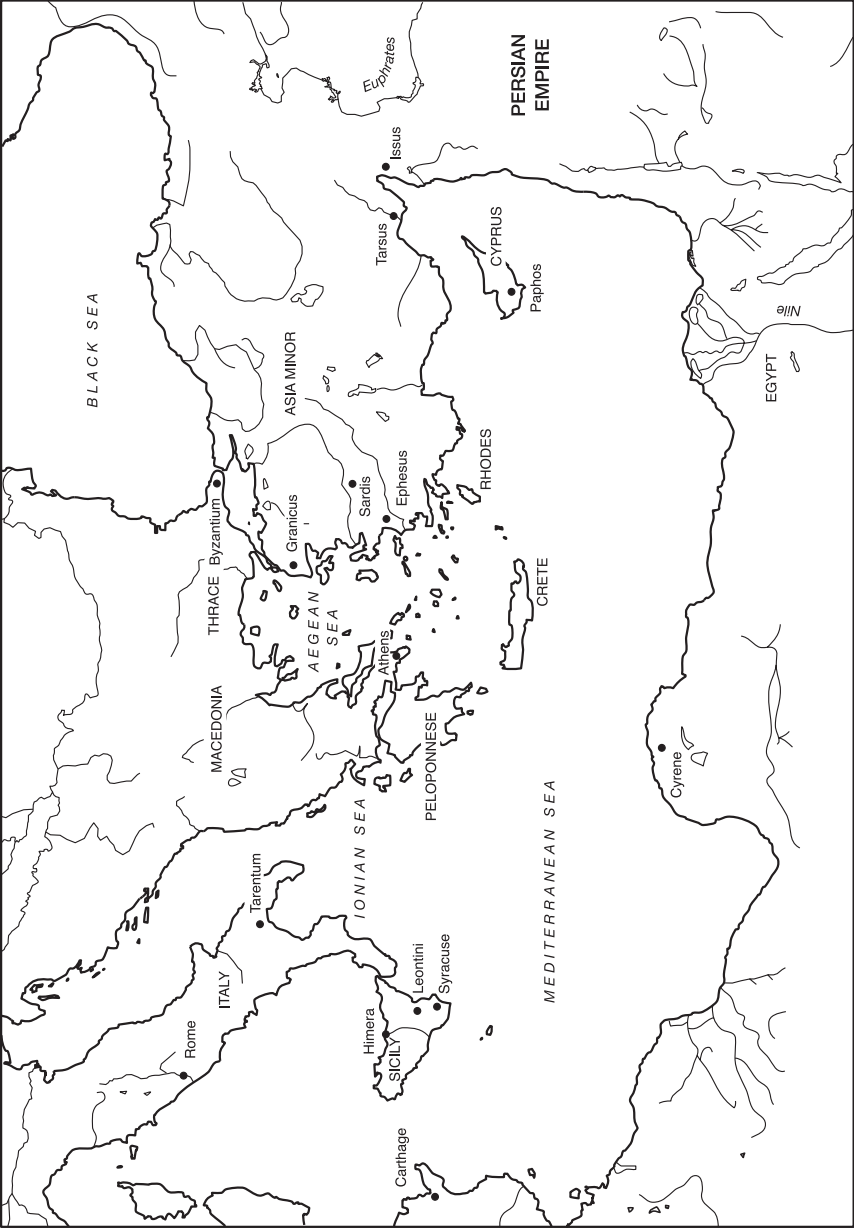 BLACK SEA
Euphrates
PERSIAN
EMPIRE
Issus
Tarsus
CYPRUS
Paphos
Nile
EGYPT
ASIA MINOR
RHODES
Sardis
Ephesus
Byzantium
Granicus
THRACE
AEGEAN
SEA
CRETE
Athens
MACEDONIA
PELOPONNESE
Cyrene
IONIAN SEA
MEDITERRANEAN SEA
Tarentum
ITALY
Rome
Leontini
Syracuse
Himera
SICILY
Carthage